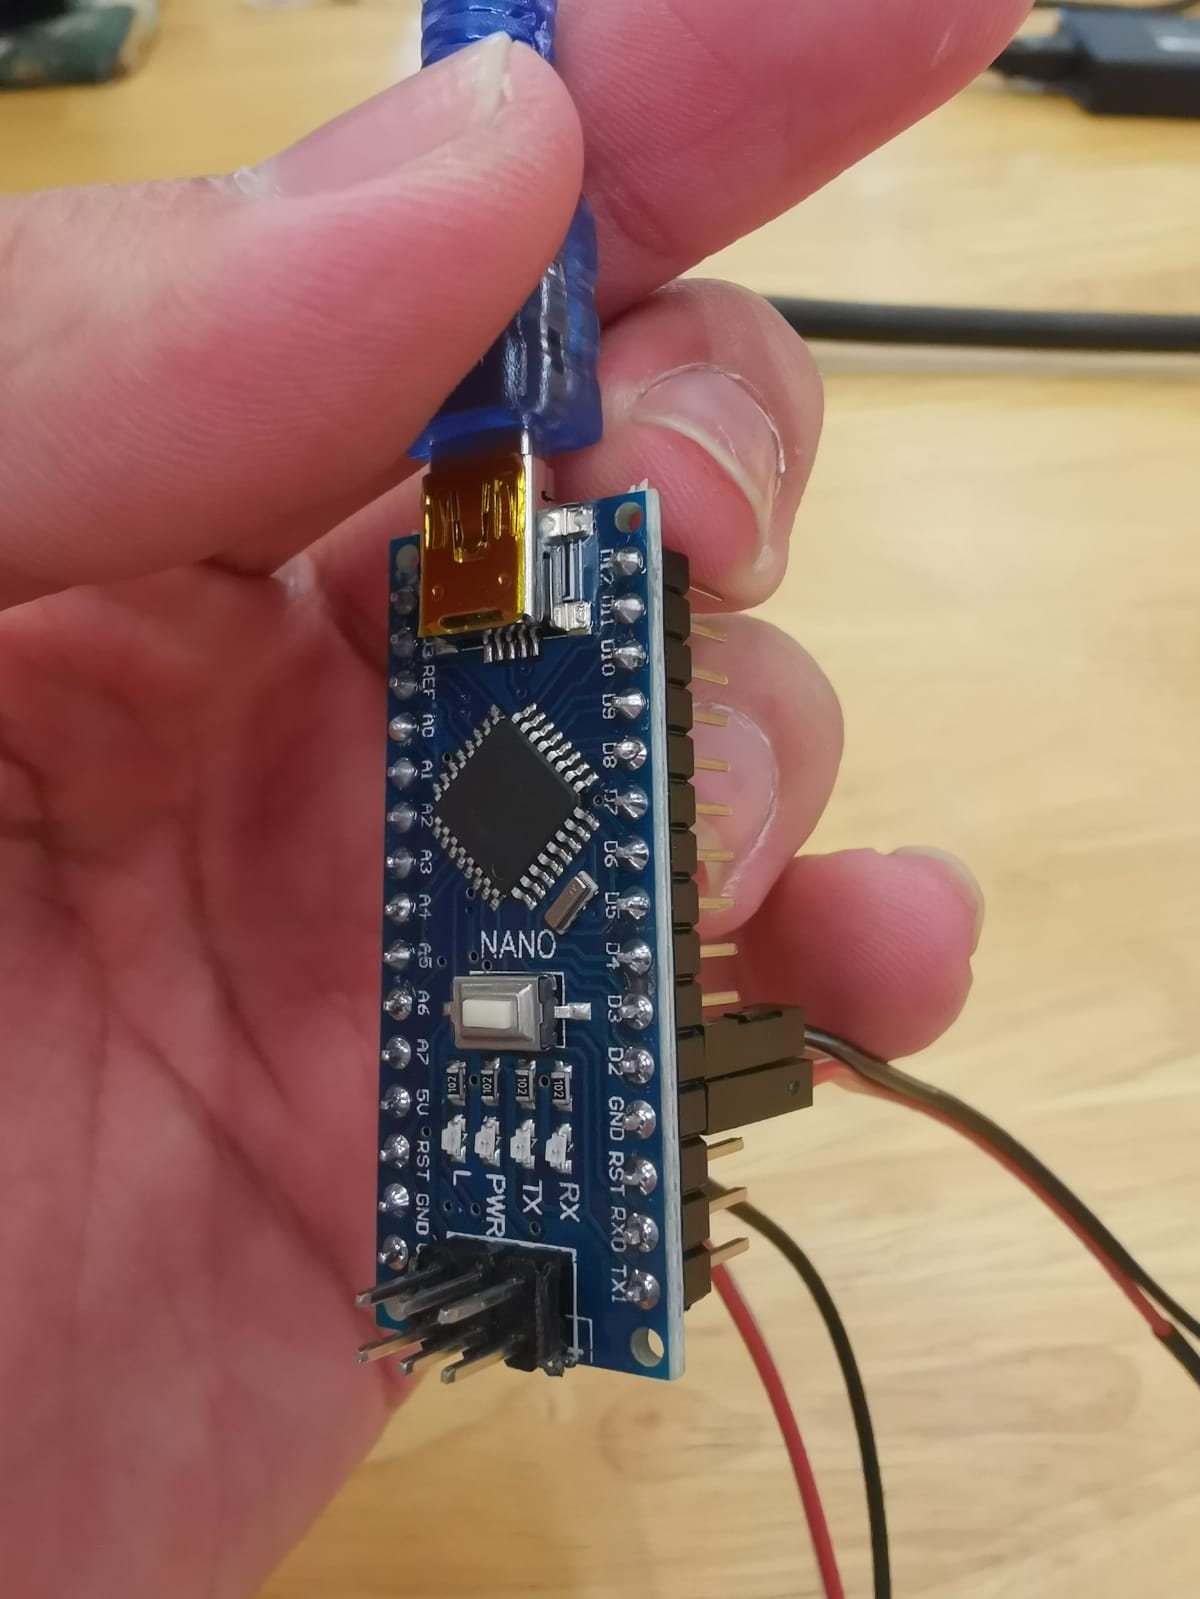 REF
A0
A1
A2
A3
A4
A5
A6
A7
5V
RST
GND
NANO
102
102
102
102
L
PWR
TX
RX
D12
D11
D10
D9
D8
D7
D6
D5
D4
D3
D2
GND
RST
RX0
TX1